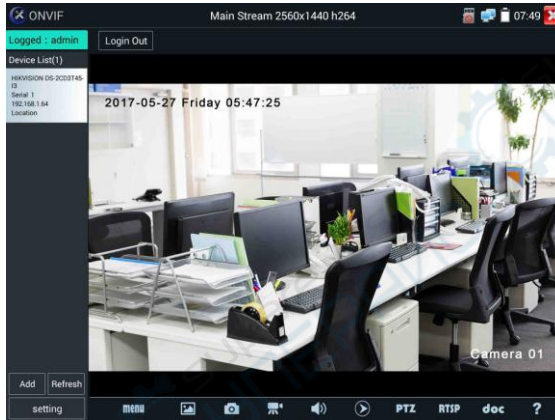 ONVIF
Main Stream 2560x1440 h264
07:49
Logged : admin
Login Out
Device List(1)
HIKVISION DS-2CD3T45-
I3
Serial 1
192.168.1.64
Location
2017-05-27 Friday 05:47:25
Camera 01
Add
Refresh
setting
menu
PTZ
RTSP
doc
?